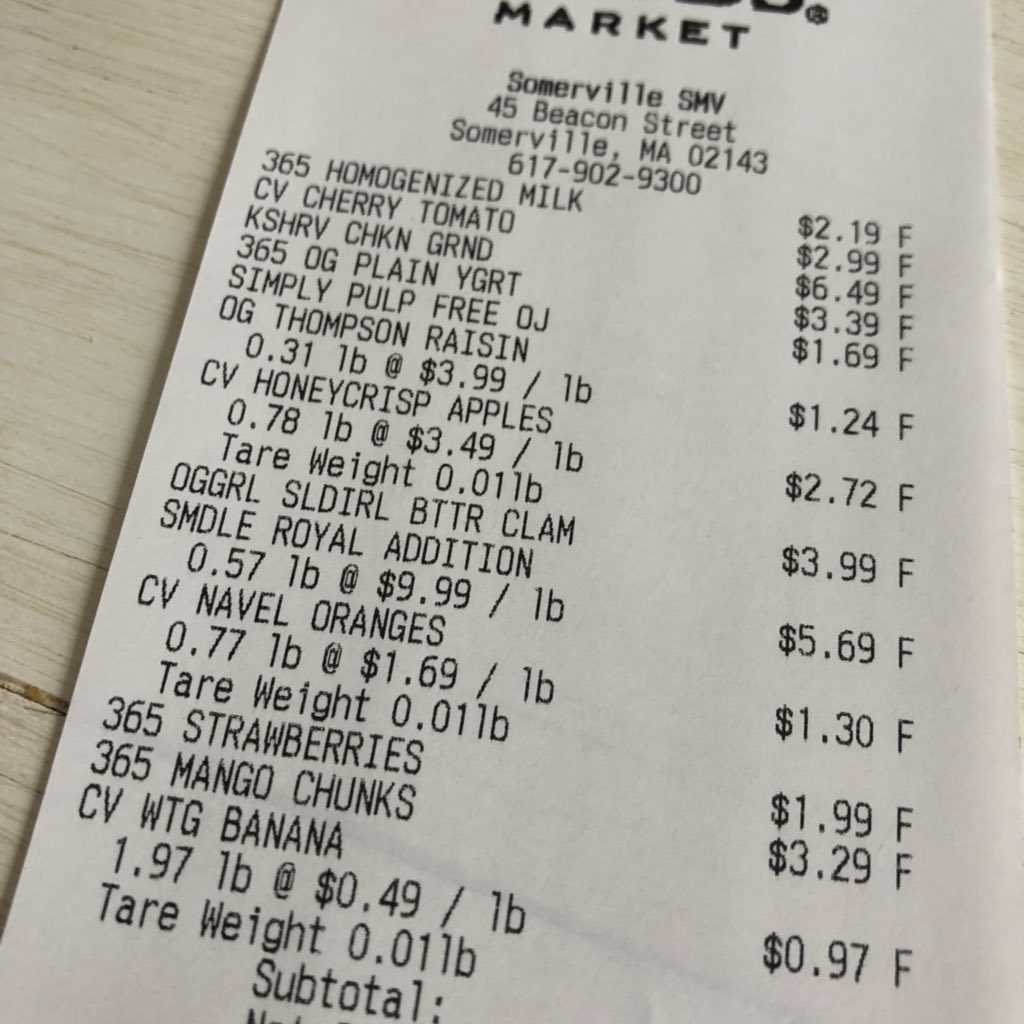 MARKET
Somerville SMV
45 Beacon Street
Somerville, MA 02143
617-902-9300
365 HOMOGENIZED MILK $2.19 F
CV CHERRY TOMATO $2.99 F
KSHRV CHKN GRND $6.49 F
365 OG PLAIN YGRT $3.39 F
SIMPLY PULP FREE OJ $1.69 F
OG THOMPSON RAISIN
0.31 lb @ $3.99 / lb $1.24 F
CV HONEYCRISP APPLES
0.78 lb @ $3.49 / lb $2.72 F
Tare Weight 0.01lb
OGGRL SLDIRL BTTR CLAM $3.99 F
SMDLE ROYAL ADDITION
0.57 lb @ $9.99 / lb $5.69 F
CV NAVEL ORANGES
0.77 lb @ $1.69 / lb $1.30 F
Tare Weight 0.01lb
365 STRAWBERRIES $1.99 F
365 MANGO CHUNKS $3.29 F
CV WTG BANANA
1.97 lb @ $0.49 / lb $0.97 F
Tare Weight 0.01lb
Subtotal: